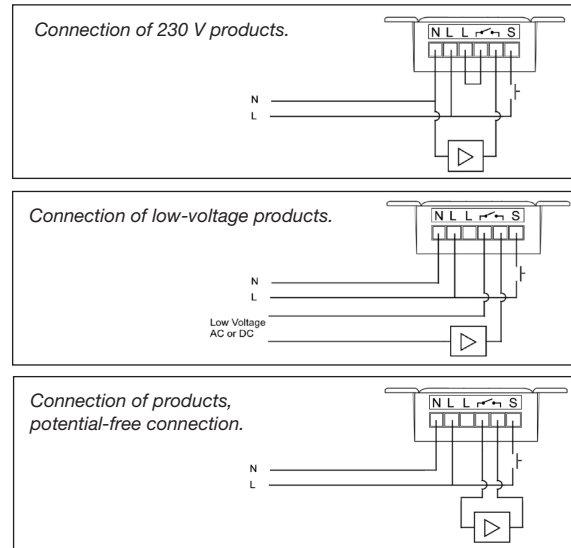 Connection of 230 V products.
N L L S
N
L
Connection of low-voltage products.
N L L S
N
L
Low Voltage
AC or DC
Connection of products,
potential-free connection.
N L L S
N
L